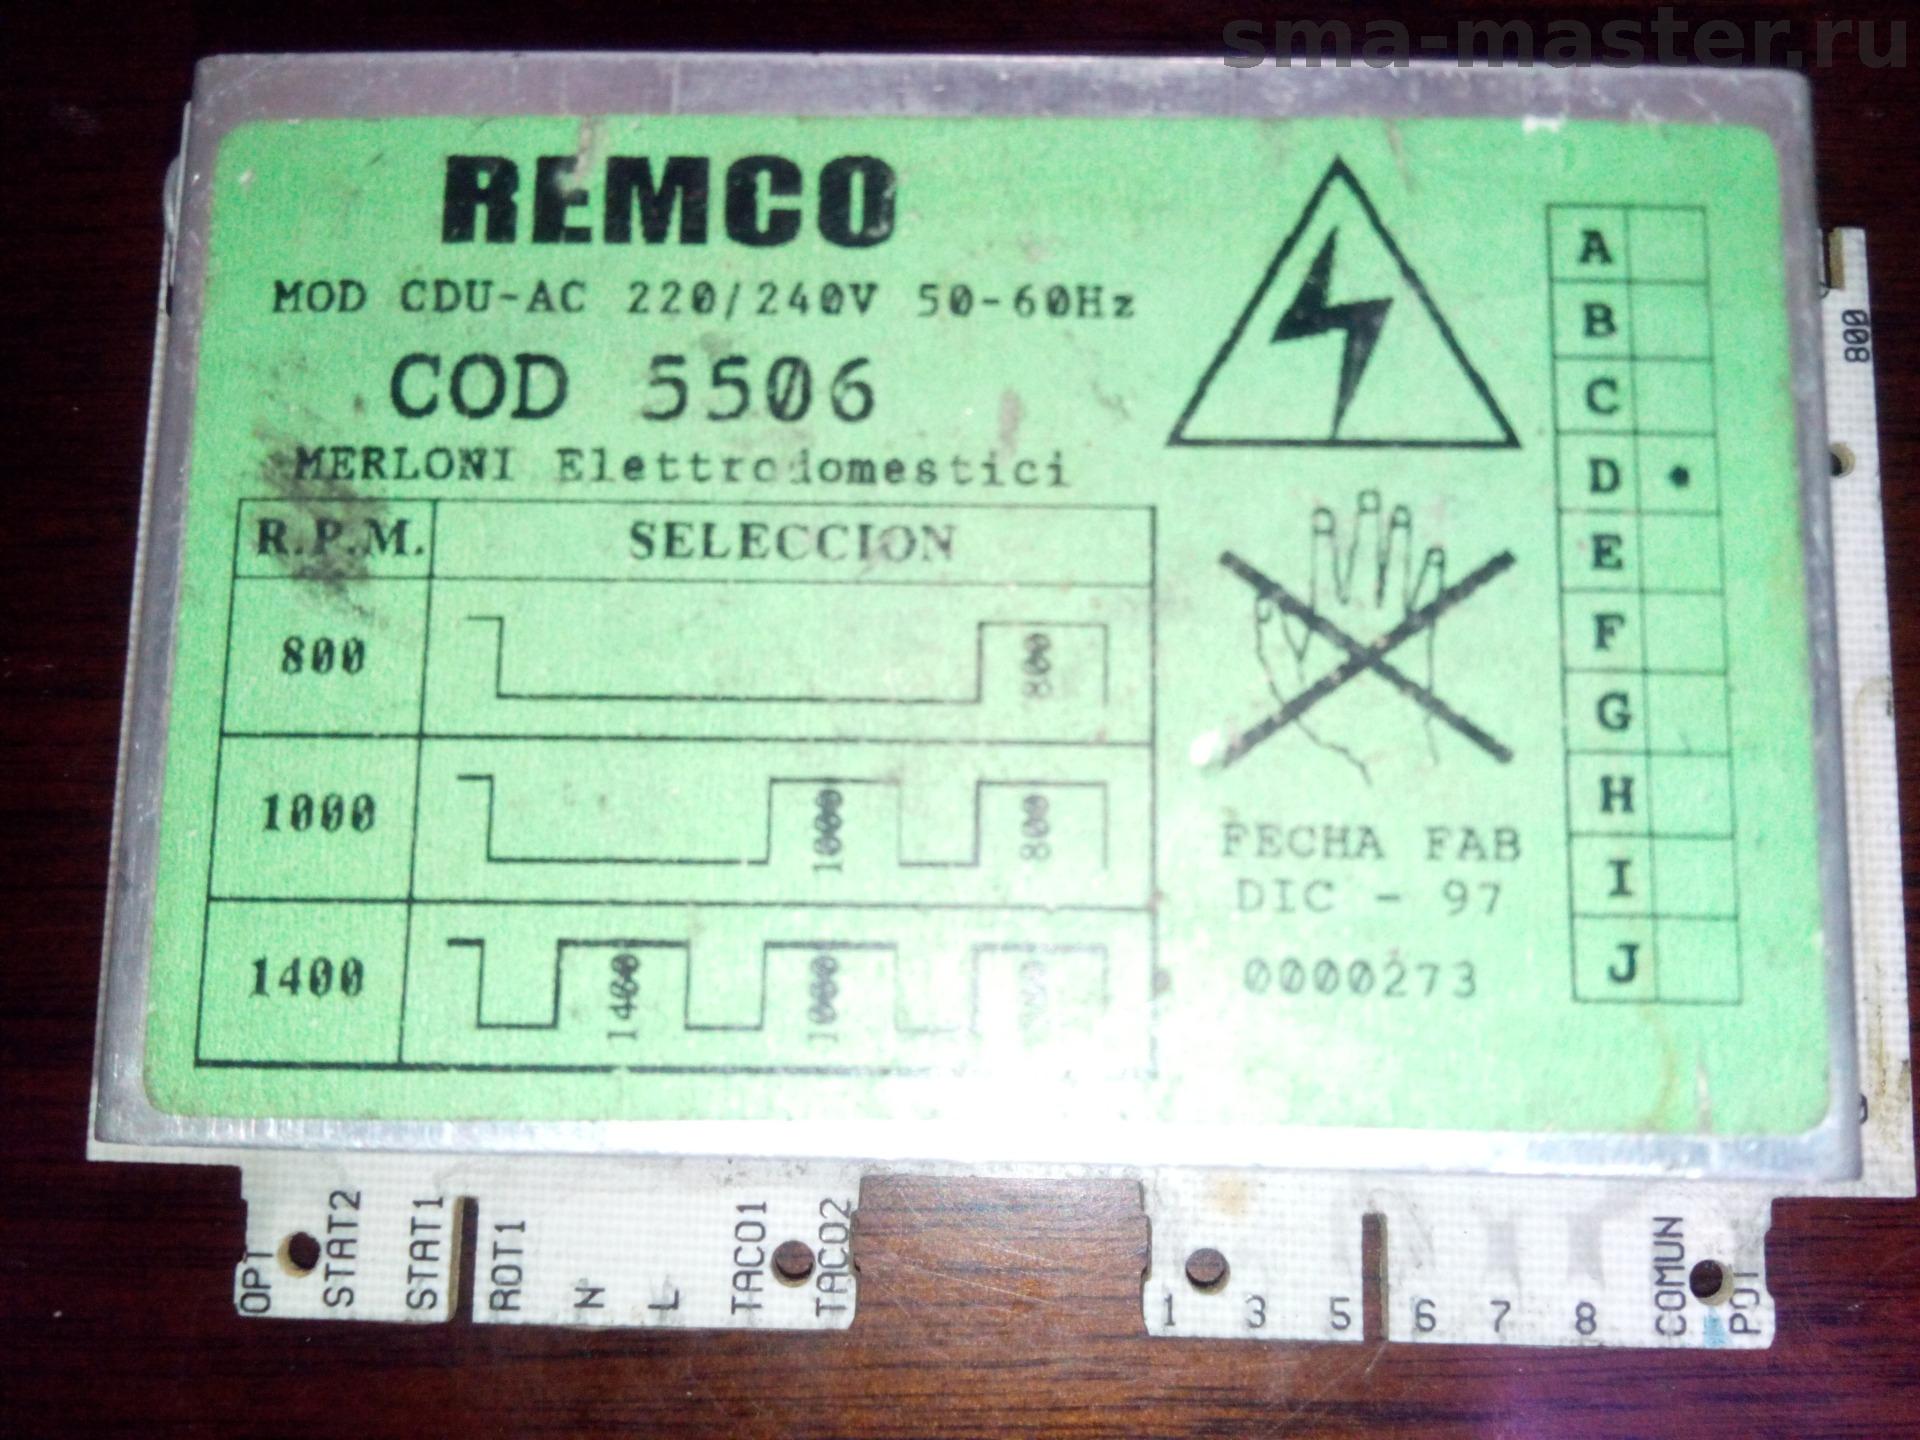 sma-master.ru
REMCO
MOD CDU-AC 220/240V 50-60Hz
COD 5506
MERLONI Elettrodomestici
R.P.M. SELECCION
800 800
1000 1000 800
1400 1400 1000
A
B
C
D •
E
F
G
H
I
J
FECHA FAB
DIC - 97
0000273
800
OPT STAT2 STAT1 ROT1 N L TACO1 TACO2 1 3 5 6 7 8 COMUN POT